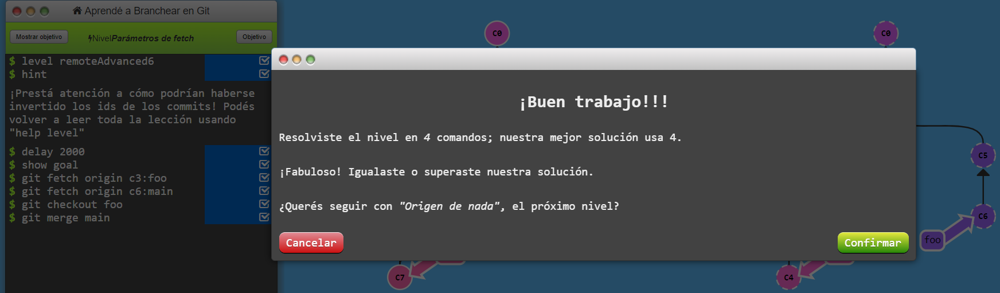 Aprendé a Branchear en Git
Mostrar objetivo
NivelParámetros de fetch
Objetivo
$ level remoteAdvanced6
$ hint
¡Prestá atención a cómo podrían haberse
invertido los ids de los commits! Podés
volver a leer toda la lección usando
"help level"
$ delay 2000
$ show goal
$ git fetch origin c3:foo
$ git fetch origin c6:main
$ git checkout foo
$ git merge main
¡Buen trabajo!!!
Resolviste el nivel en 4 comandos; nuestra mejor solución usa 4.
¡Fabuloso! Igualaste o superaste nuestra solución.
¿Querés seguir con "Origen de nada", el próximo nivel?
Cancelar
Confirmar
C0
C0
C5
C6
foo
C7
C4